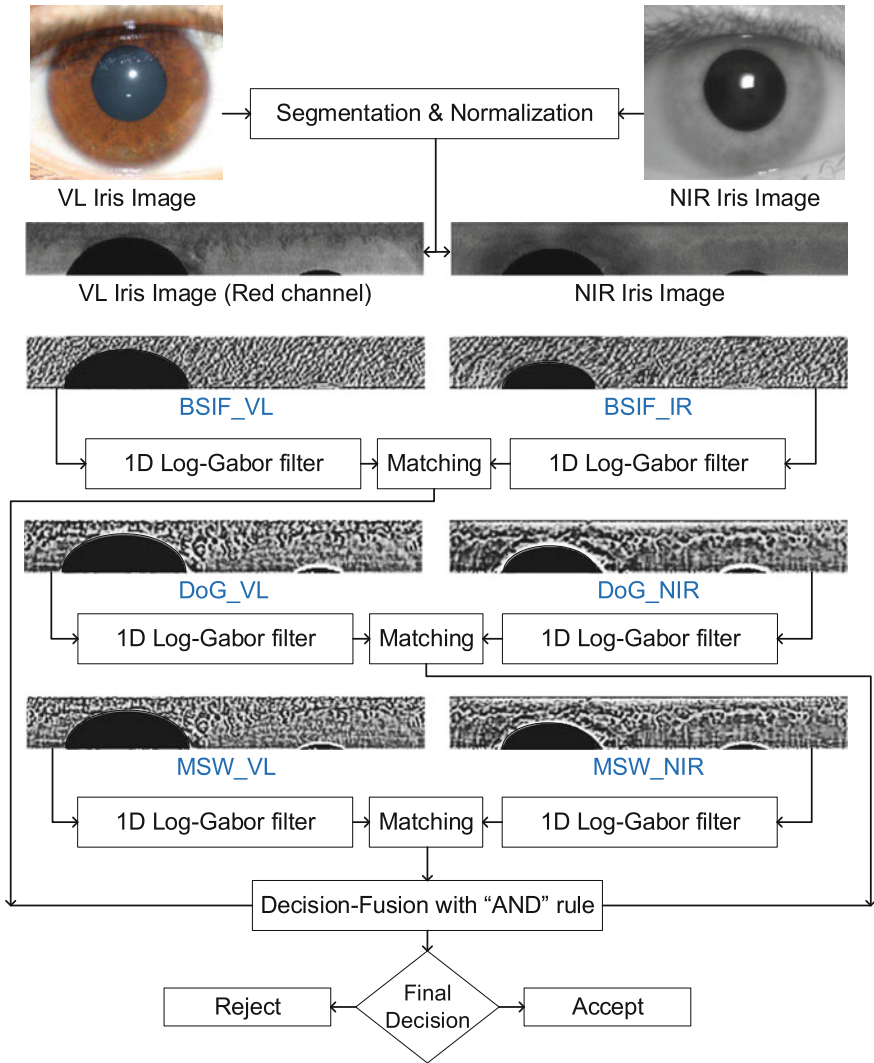 Segmentation & Normalization
VL Iris Image
NIR Iris Image
VL Iris Image (Red channel)
NIR Iris Image
BSIF_VL
BSIF_IR
1D Log-Gabor filter
Matching
1D Log-Gabor filter
DoG_VL
DoG_NIR
1D Log-Gabor filter
Matching
1D Log-Gabor filter
MSW_VL
MSW_NIR
1D Log-Gabor filter
Matching
1D Log-Gabor filter
Decision-Fusion with “AND” rule
Reject
Final
Decision
Accept